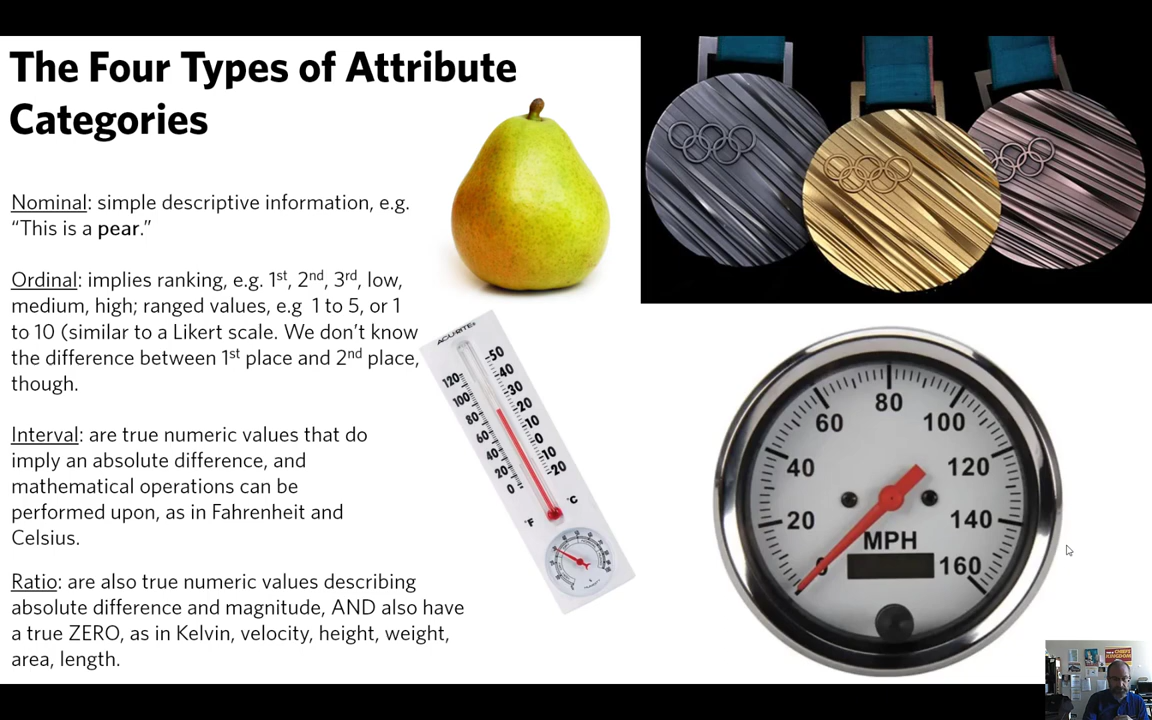 The Four Types of Attribute
Categories
Nominal: simple descriptive information, e.g.
“This is a pear.”
Ordinal: implies ranking, e.g. 1st, 2nd, 3rd, low,
medium, high; ranged values, e.g 1 to 5, or 1
to 10 (similar to a Likert scale. We don’t know
the difference between 1st place and 2nd place,
though.
Interval: are true numeric values that do
imply an absolute difference, and
mathematical operations can be
performed upon, as in Fahrenheit and
Celsius.
Ratio: are also true numeric values describing
absolute difference and magnitude, AND also have
a true ZERO, as in Kelvin, velocity, height, weight,
area, length.
ACURITE
50
120 40
100 30
80 20
60 10
40 0
20 10
0 20
°F °C
80
60 100
40 120
20 140
MPH
0 160
CHIEFS
KINGDOM